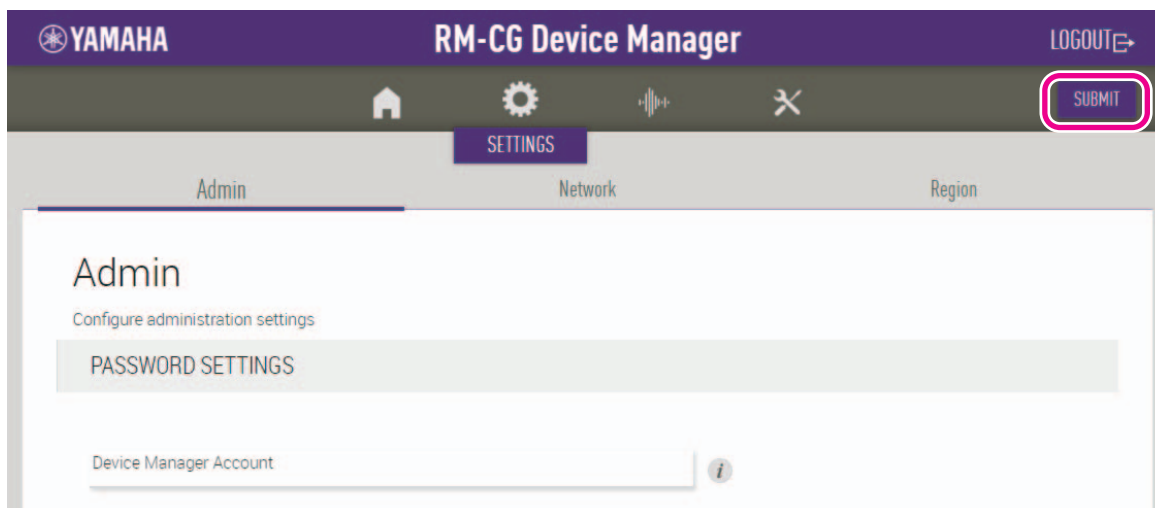 YAMAHA
RM-CG Device Manager
LOGOUT
SUBMIT
SETTINGS
Admin
Network
Region
Admin
Configure administration settings
PASSWORD SETTINGS
Device Manager Account
i